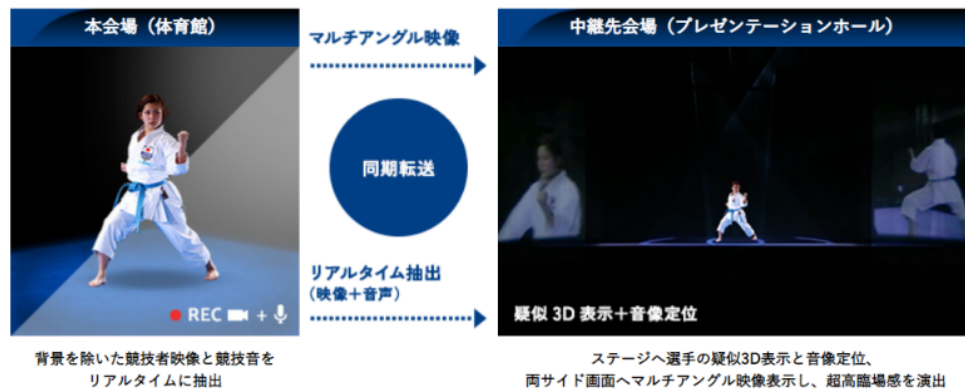 本会場（体育館）
マルチアングル映像
同期転送
リアルタイム抽出
（映像＋音声）
REC + 
背景を除いた競技者映像と競技音を
リアルタイムに抽出
中継先会場（プレゼンテーションホール）
疑似 3D 表示＋音像定位
ステージへ選手の疑似3D表示と音像定位、
両サイド画面へマルチアングル映像表示し、超高臨場感を演出